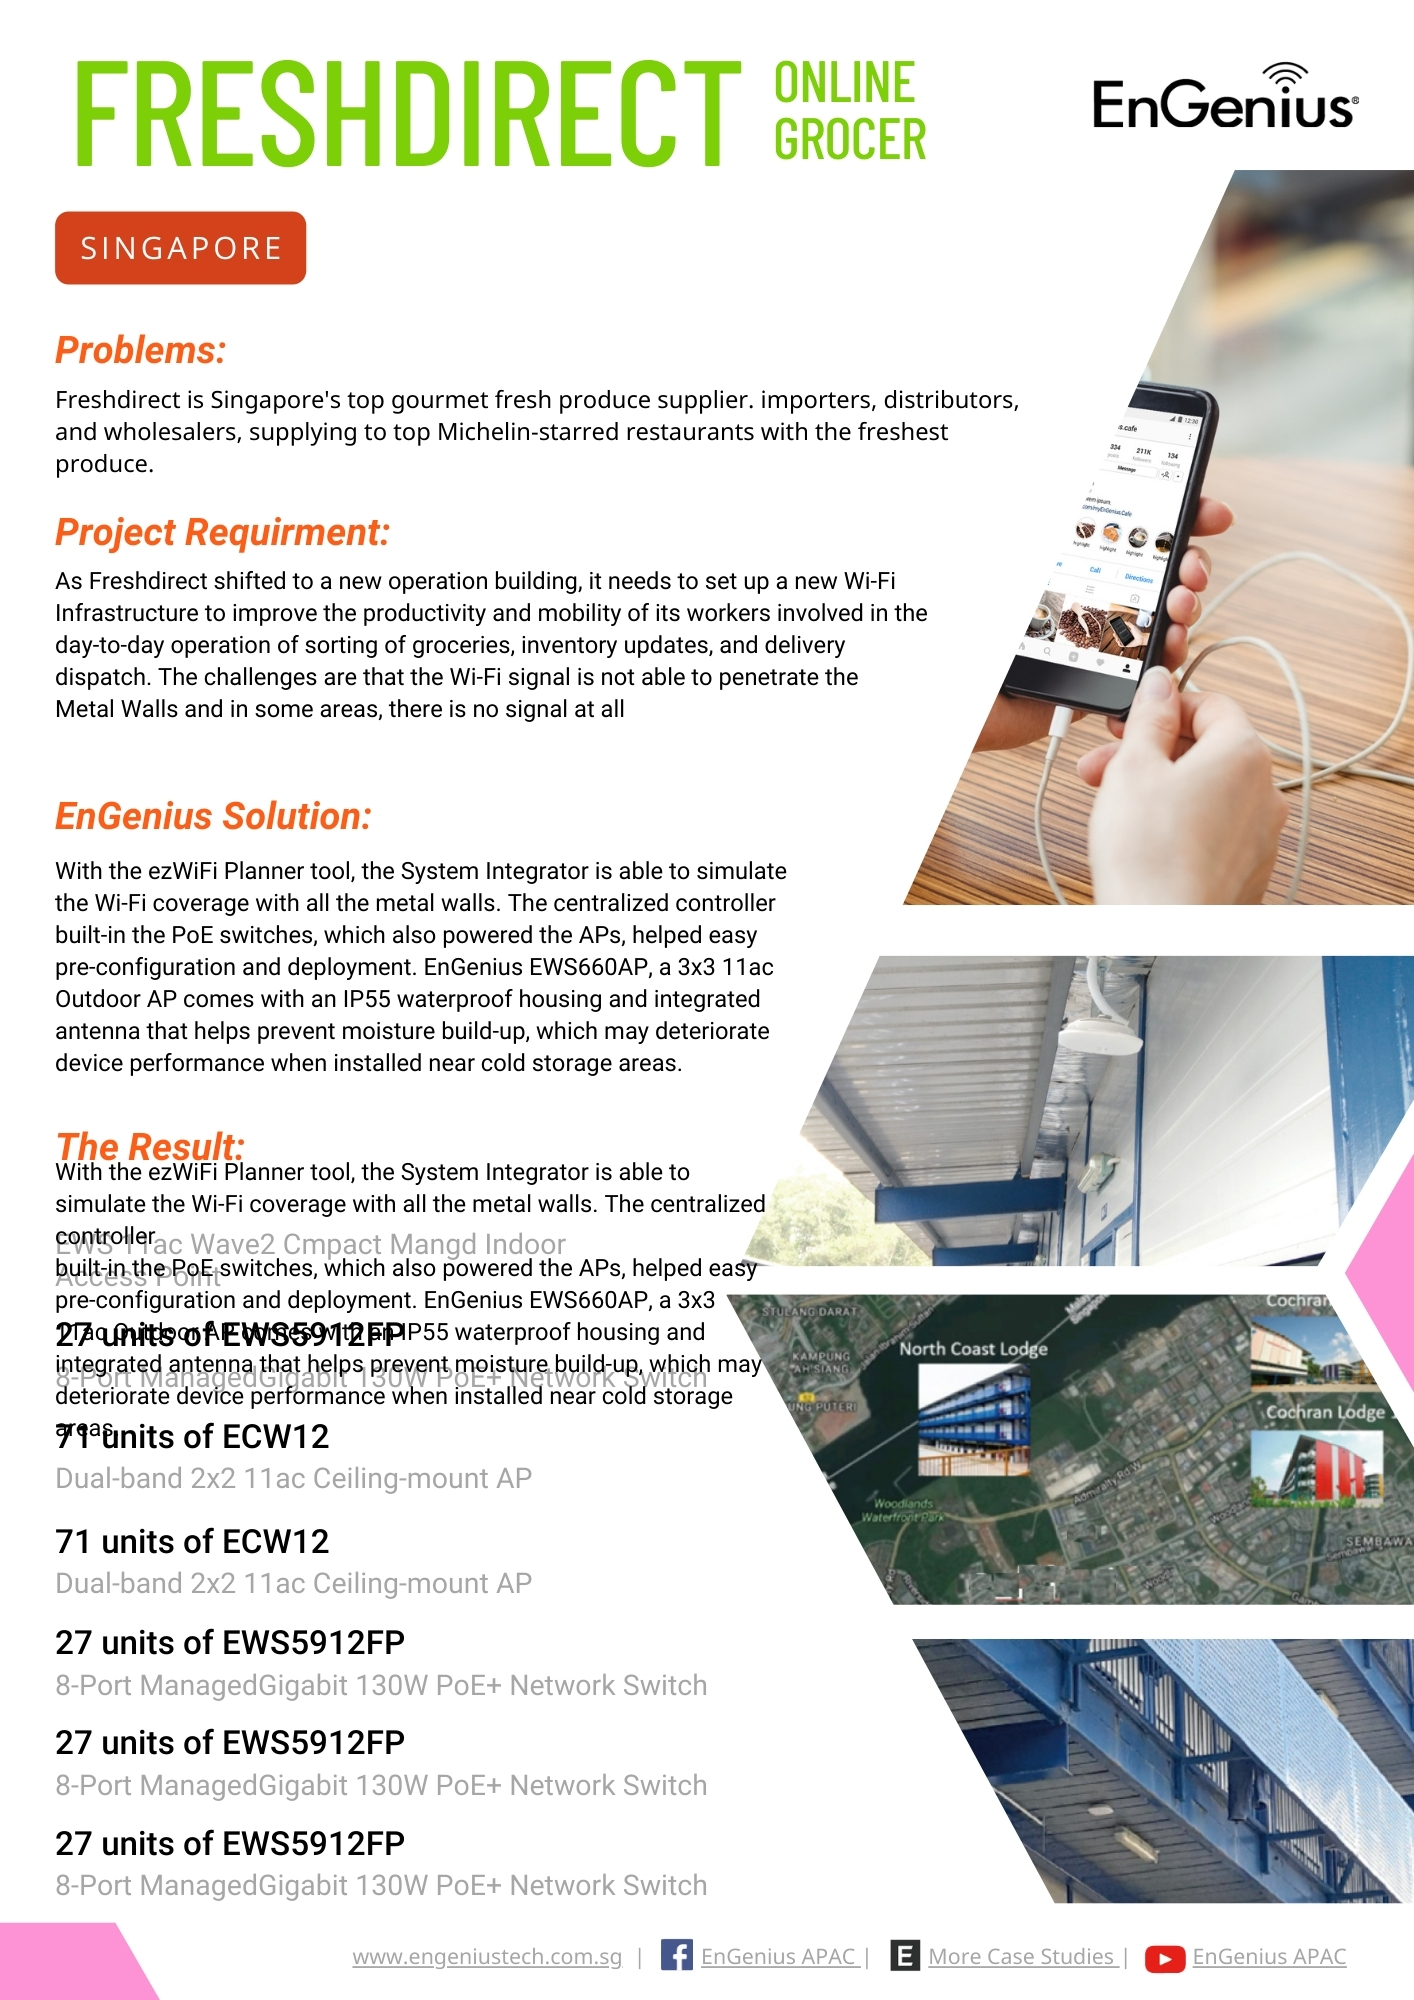 FRESHDIRECT
ONLINE
GROCER
EnGenius®
SINGAPORE
Problems:
Freshdirect is Singapore's top gourmet fresh produce supplier. importers, distributors,
and wholesalers, supplying to top Michelin-starred restaurants with the freshest
produce.
Project Requirment:
As Freshdirect shifted to a new operation building, it needs to set up a new Wi-Fi
Infrastructure to improve the productivity and mobility of its workers involved in the
day-to-day operation of sorting of groceries, inventory updates, and delivery
dispatch. The challenges are that the Wi-Fi signal is not able to penetrate the
Metal Walls and in some areas, there is no signal at all
s.cafe
12:30
334
211K
134
followers
following
Message
com/myEnGenius.Cafe
highlight
highlight
highlight
Call
Directions
EnGenius Solution:
With the ezWiFi Planner tool, the System Integrator is able to simulate
the Wi-Fi coverage with all the metal walls. The centralized controller
built-in the PoE switches, which also powered the APs, helped easy
pre-configuration and deployment. EnGenius EWS660AP, a 3x3 11ac
Outdoor AP comes with an IP55 waterproof housing and integrated
antenna that helps prevent moisture build-up, which may deteriorate
device performance when installed near cold storage areas.
The Result:
With the ezWiFi Planner tool, the System Integrator is able to
simulate the Wi-Fi coverage with all the metal walls. The centralized
controller
EWS 11ac Wave2 Cmpact Mangd Indoor
Access Point
built-in the PoE switches, which also powered the APs, helped easy
pre-configuration and deployment. EnGenius EWS660AP, a 3x3
11ac Outdoor AP comes with an IP55 waterproof housing and
27 units of EWS5912FP
integrated antenna that helps prevent moisture build-up, which may
8-Port ManagedGigabit 130W PoE+ Network Switch
deteriorate device performance when installed near cold storage
areas.
71 units of ECW12
Dual-band 2x2 11ac Ceiling-mount AP
71 units of ECW12
Dual-band 2x2 11ac Ceiling-mount AP
27 units of EWS5912FP
8-Port ManagedGigabit 130W PoE+ Network Switch
27 units of EWS5912FP
8-Port ManagedGigabit 130W PoE+ Network Switch
27 units of EWS5912FP
8-Port ManagedGigabit 130W PoE+ Network Switch
STULANG DARAT
KAMPUNG
AH SIANG
UNG PUTERI
North Coast Lodge
Cochran
Cochran Lodge
Admiralty Rd W
Woodlands
Waterfront Park
SEMBAWA
www.engeniustech.com.sg | EnGenius APAC | E More Case Studies | EnGenius APAC